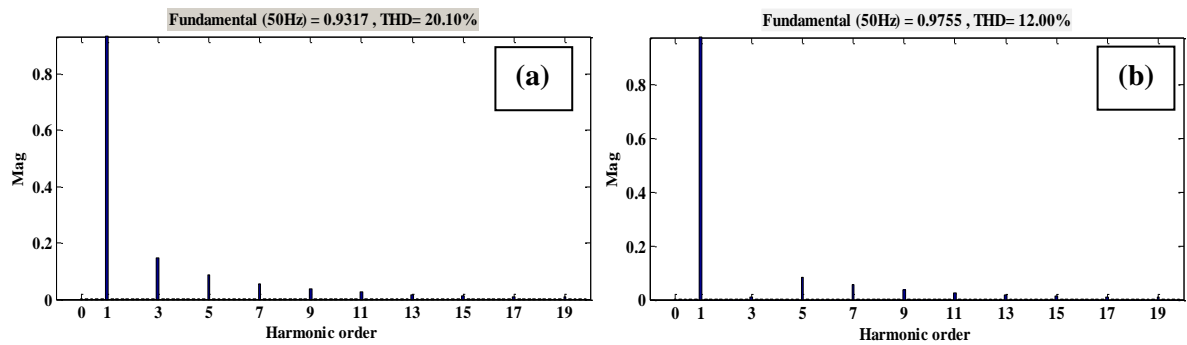 Fundamental (50Hz) = 0.9317 , THD= 20.10%
(a)
0.8
0.6
0.4
0.2
0
Mag
0 1 3 5 7 9 11 13 15 17 19
Harmonic order
Fundamental (50Hz) = 0.9755 , THD= 12.00%
(b)
0.8
0.6
0.4
0.2
0
Mag
0 1 3 5 7 9 11 13 15 17 19
Harmonic order